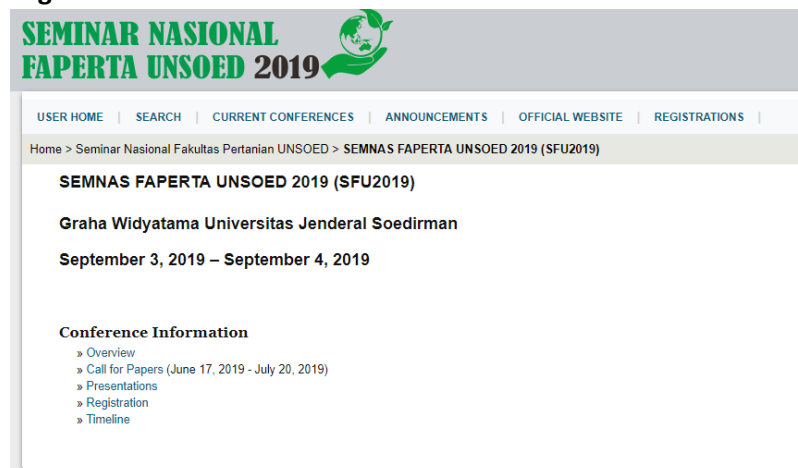 SEMINAR NASIONAL
FAPERTA UNSOED 2019
USER HOME | SEARCH | CURRENT CONFERENCES | ANNOUNCEMENTS | OFFICIAL WEBSITE | REGISTRATIONS |
Home > Seminar Nasional Fakultas Pertanian UNSOED > SEMNAS FAPERTA UNSOED 2019 (SFU2019)
SEMNAS FAPERTA UNSOED 2019 (SFU2019)
Graha Widyatama Universitas Jenderal Soedirman
September 3, 2019 – September 4, 2019
Conference Information
» Overview
» Call for Papers (June 17, 2019 - July 20, 2019)
» Presentations
» Registration
» Timeline